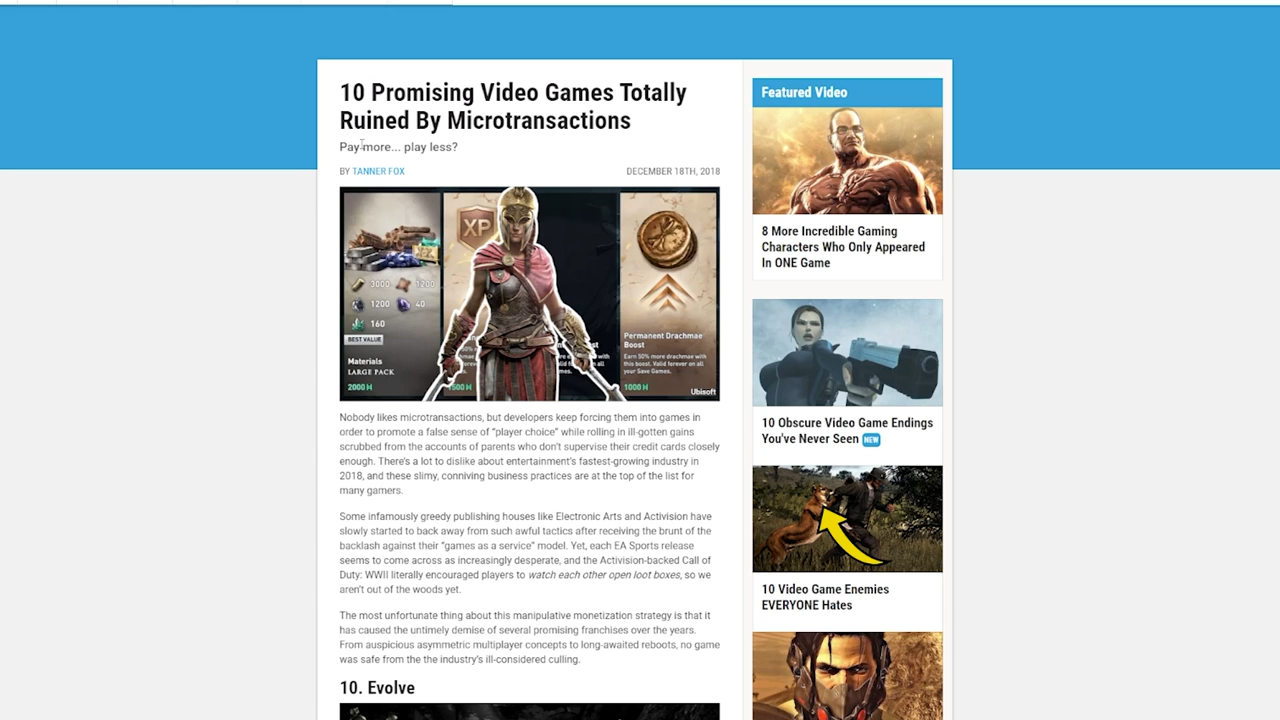 10 Promising Video Games Totally
Ruined By Microtransactions
Pay more... play less?
BY TANNER FOX
DECEMBER 18TH, 2018
XP
3000
1200
1200
40
160
BEST VALUE
Materials
LARGE PACK
2000 H
1500 H
Permanent Drachmae
Boost
Earn 50% more drachmae with
this boost. Valid forever on all
your Save Games.
1000 H
Ubisoft
Nobody likes microtransactions, but developers keep forcing them into games in
order to promote a false sense of "player choice" while rolling in ill-gotten gains
scrubbed from the accounts of parents who don't supervise their credit cards closely
enough. There's a lot to dislike about entertainment's fastest-growing industry in
2018, and these slimy, conniving business practices are at the top of the list for
many gamers.
Some infamously greedy publishing houses like Electronic Arts and Activision have
slowly started to back away from such awful tactics after receiving the brunt of the
backlash against their "games as a service" model. Yet, each EA Sports release
seems to come across as increasingly desperate, and the Activision-backed Call of
Duty: WWII literally encouraged players to watch each other open loot boxes, so we
aren't out of the woods yet.
The most unfortunate thing about this manipulative monetization strategy is that it
has caused the untimely demise of several promising franchises over the years.
From auspicious asymmetric multiplayer concepts to long-awaited reboots, no game
was safe from the the industry's ill-considered culling.
10. Evolve
Featured Video
8 More Incredible Gaming
Characters Who Only Appeared
In ONE Game
10 Obscure Video Game Endings
You've Never Seen NEW
10 Video Game Enemies
EVERYONE Hates